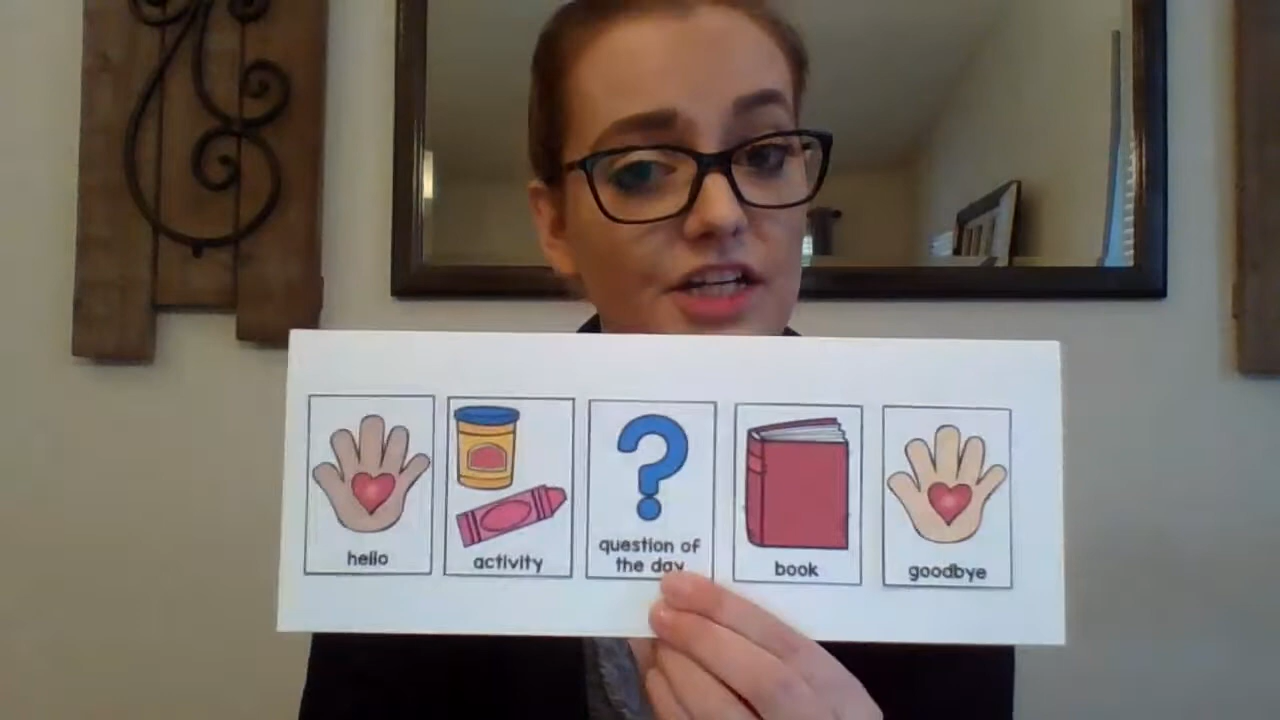 hello
activity
question of
the day
book
goodbye